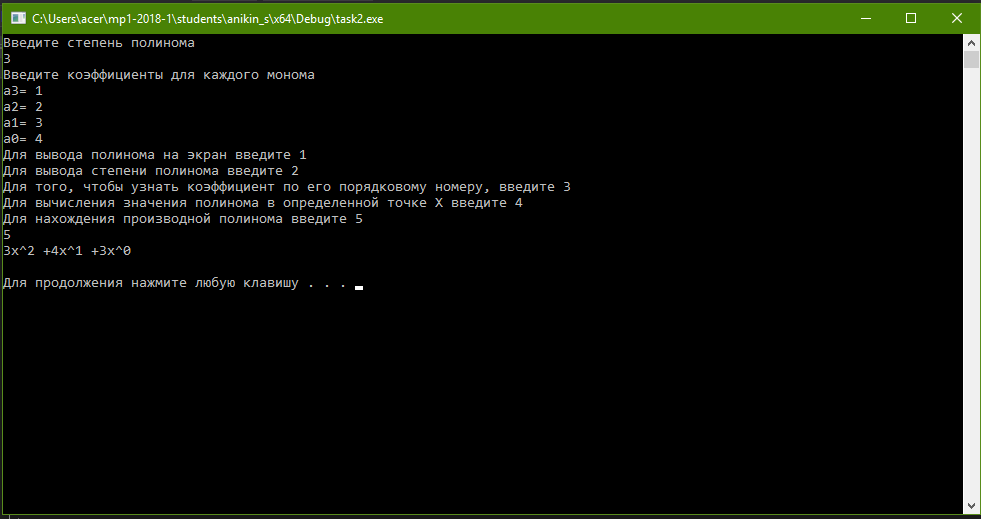 C:\Users\acer\mp1-2018-1\students\anikin_s\x64\Debug\task2.exe
Введите степень полинома
3
Введите коэффициенты для каждого монома
a3= 1
a2= 2
a1= 3
a0= 4
Для вывода полинома на экран введите 1
Для вывода степени полинома введите 2
Для того, чтобы узнать коэффициент по его порядковому номеру, введите 3
Для вычисления значения полинома в определенной точке X введите 4
Для нахождения производной полинома введите 5
5
3x^2 +4x^1 +3x^0
Для продолжения нажмите любую клавишу . . .